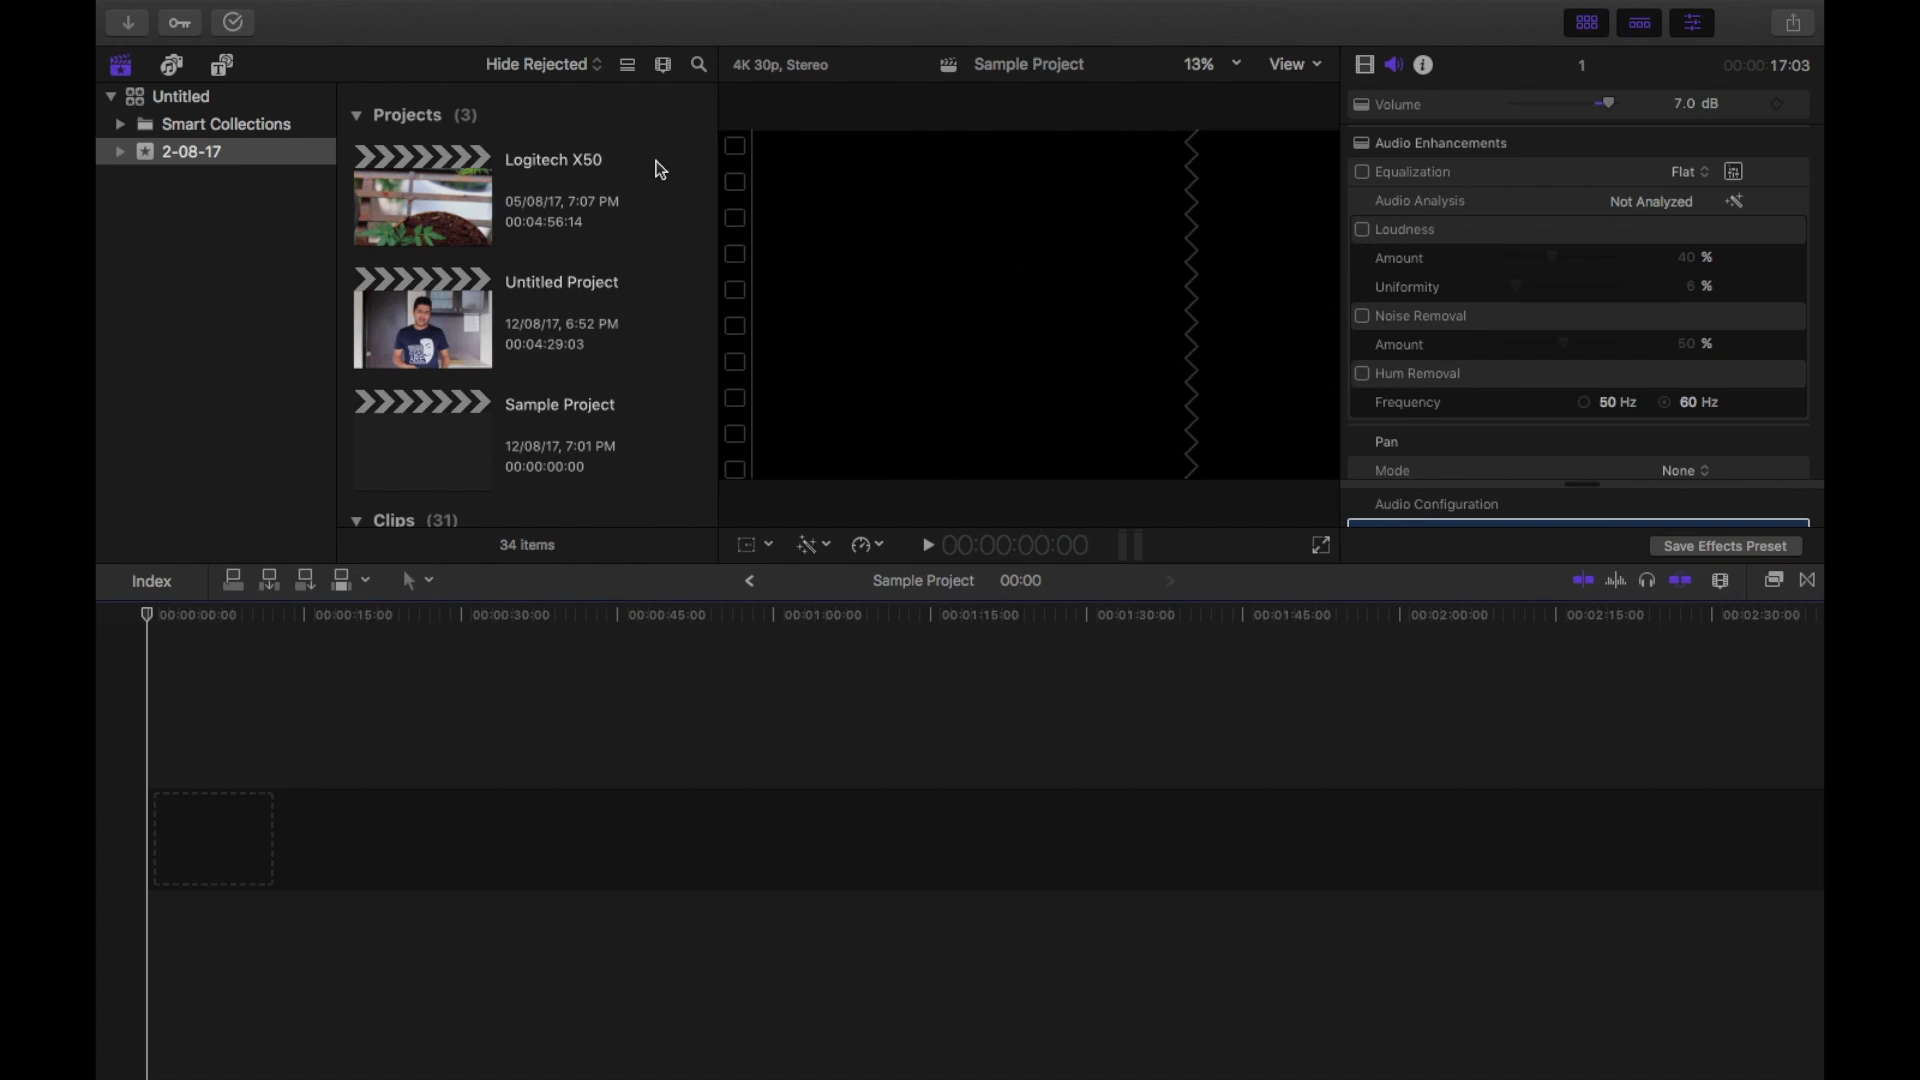 Hide Rejected
4K 30p, Stereo
Sample Project
13%
View
1
00:00:17:03
Untitled
Smart Collections
2-08-17
Projects (3)
Logitech X50
05/08/17, 7:07 PM
00:04:56:14
Untitled Project
12/08/17, 6:52 PM
00:04:29:03
Sample Project
12/08/17, 7:01 PM
00:00:00:00
Clips (31)
34 items
00:00:00:00
Volume
7.0 dB
Audio Enhancements
Equalization
Flat
Audio Analysis
Not Analyzed
Loudness
Amount
40 %
Uniformity
6 %
Noise Removal
Amount
50 %
Hum Removal
Frequency
50 Hz
60 Hz
Pan
Mode
None
Audio Configuration
Save Effects Preset
Index
Sample Project
00:00
00:00:00:00
00:00:15:00
00:00:30:00
00:00:45:00
00:01:00:00
00:01:15:00
00:01:30:00
00:01:45:00
00:02:00:00
00:02:15:00
00:02:30:00